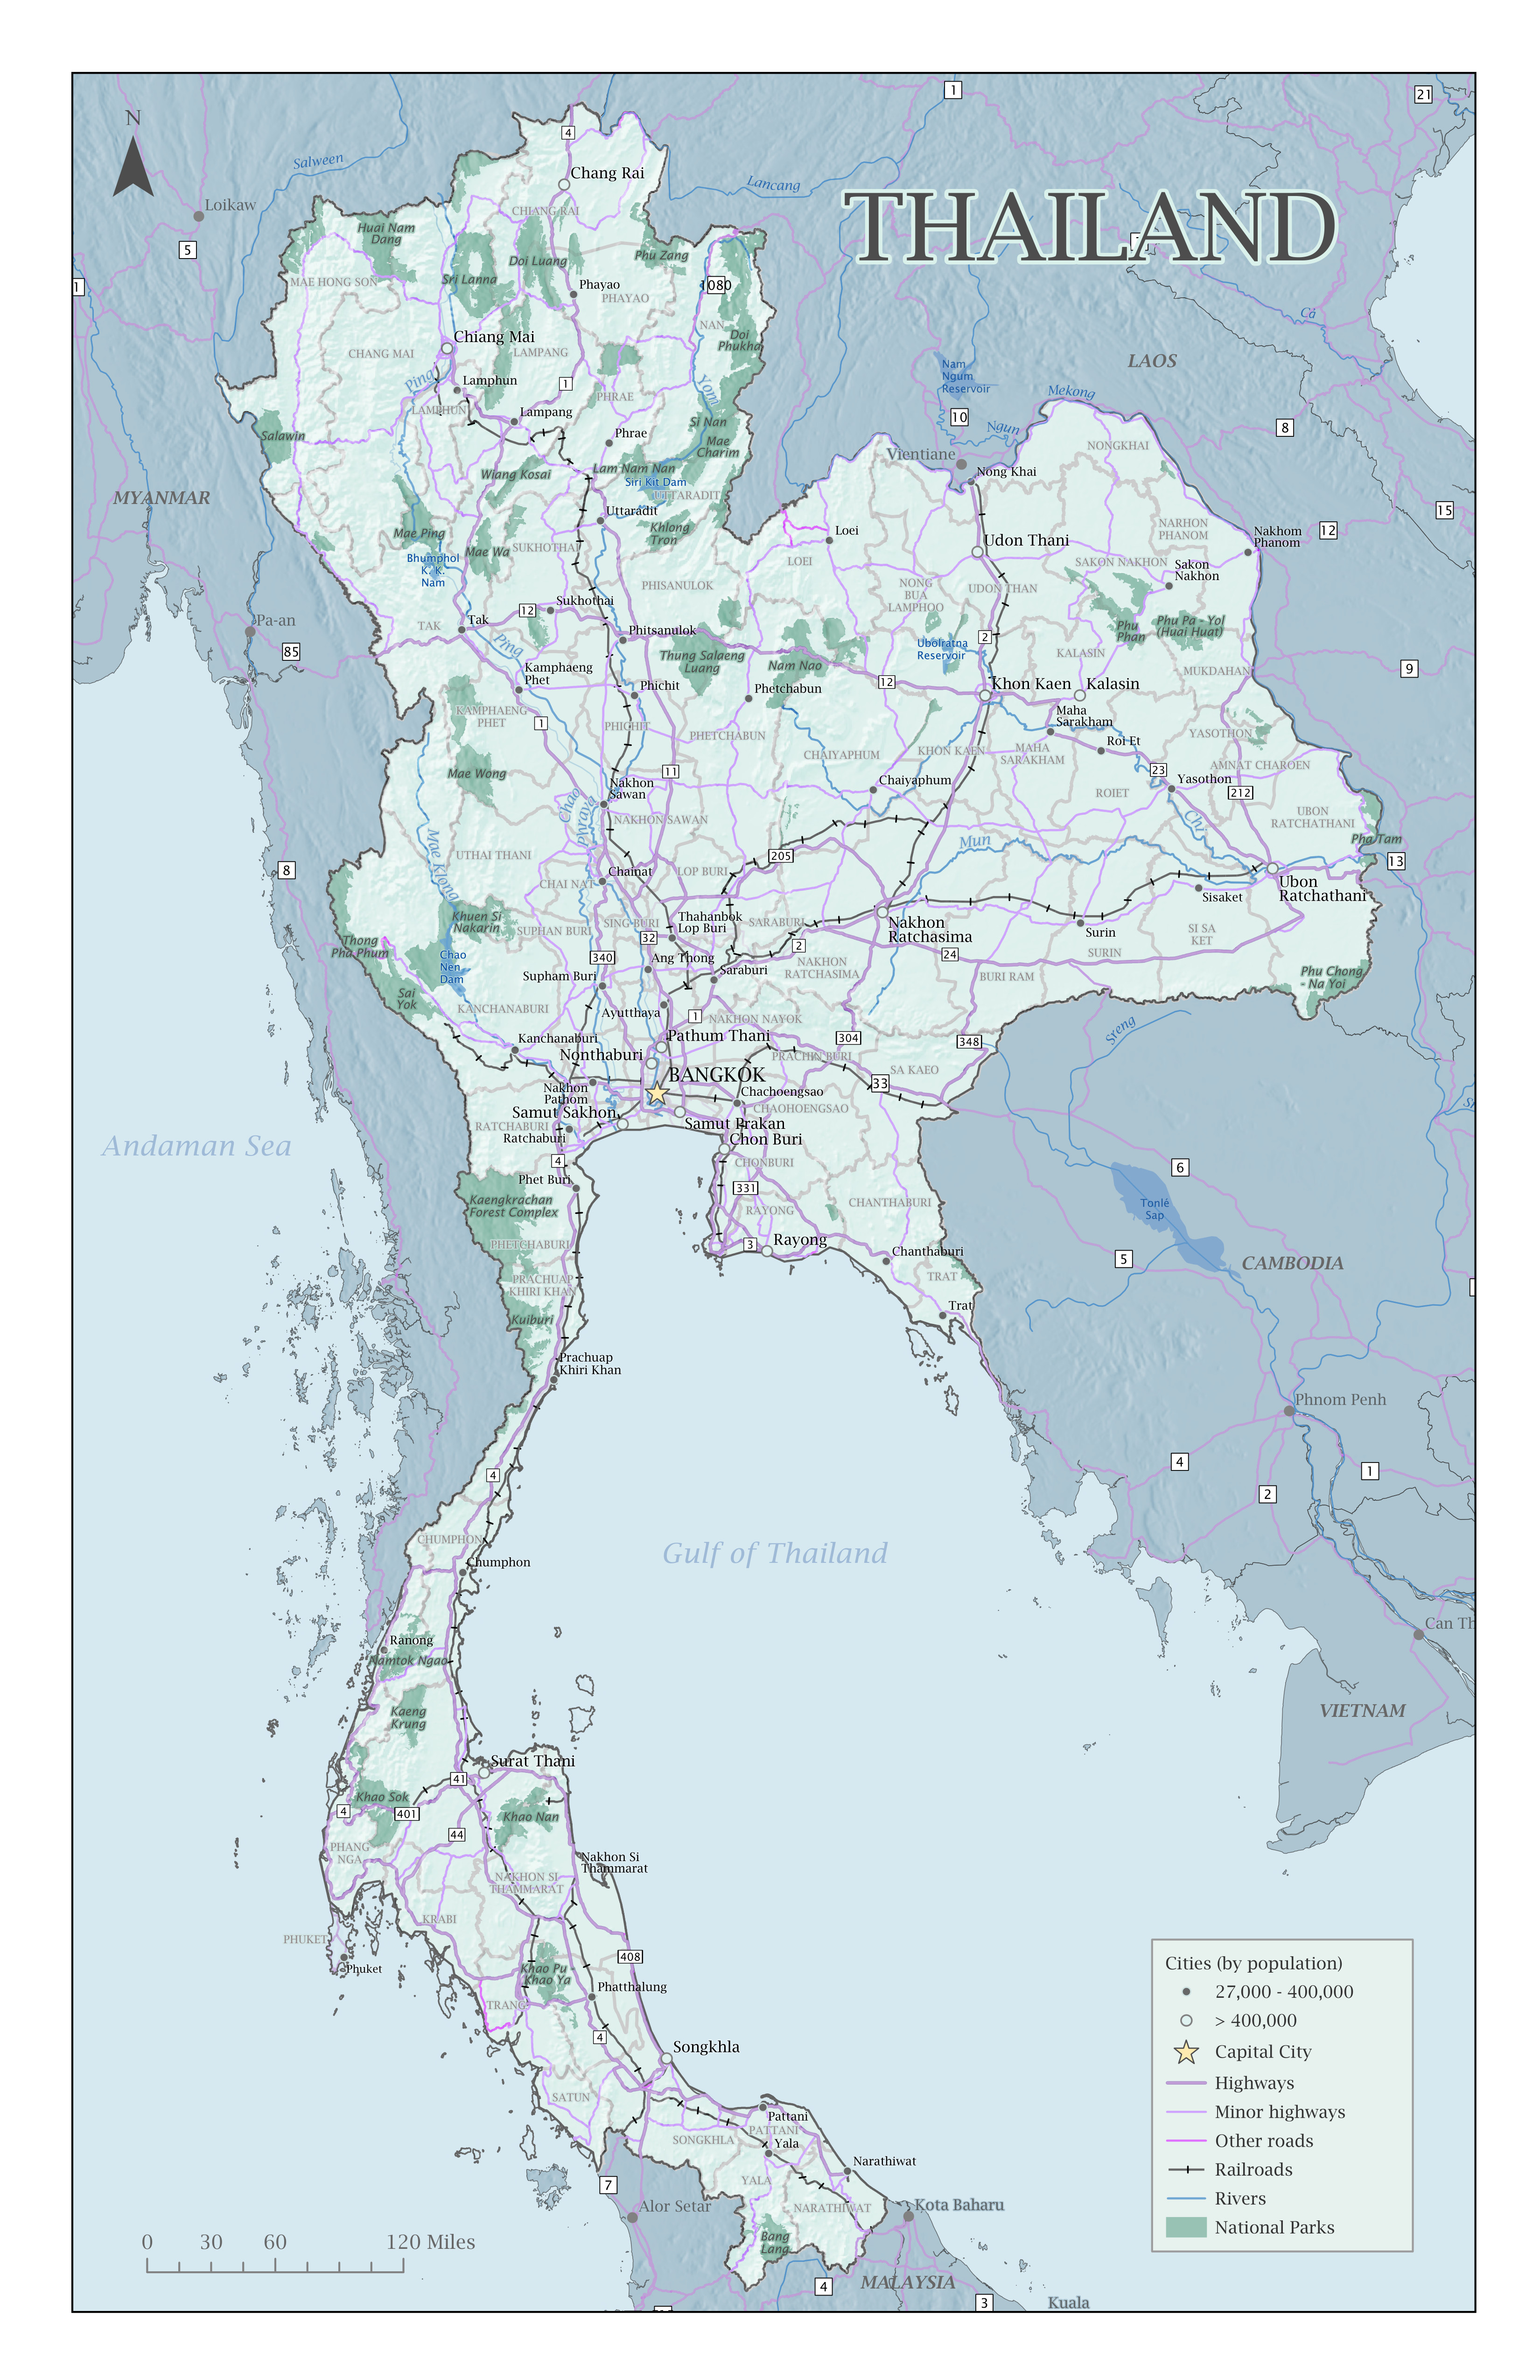 THAILAND
N
Salween
Loikaw
5
1
4
Chang Rai
CHIANG RAI
Lancang
1
21
Huai Nam
Dang
Sri Lanna
Doi Luang
Phu Zang
MAE HONG SON
Phayao
PHAYAO
1080
NAN
Doi
Phukha
Ca
Chiang Mai
CHANG MAI
LAMPANG
LAOS
Nam
Ngum
Reservoir
Ping
Lamphun
LAMPHUN
1
PHRAE
Yom
Mekong
10
Ngun
8
Lampang
Phrae
Salawin
Si Nan
Mae
Charim
NONGKHAI
Vientiane
Nong Khai
Wiang Kosai
Lam Nam Nan
Siri Kit Dam
UTTARADIT
MYANMAR
15
Uttaradit
Khlong
Tron
Mae Ping
Mae Wa
SUKHOTHAI
Bhumphol
K. K.
Nam
Loei
LOEI
Udon Thani
NARHON
PHANOM
Nakhom
Phanom
12
SAKON NAKHON
Sakon
Nakhon
PHISANULOK
NONG
BUA
LAMPHOO
UDON THAN
Pa-an
85
TAK
Tak
12
Sukhothai
Phitsanulok
Ping
Phu
Phan
Phu Pa - Yol
(Huai Huat)
Ubolratna
Reservoir
2
KALASIN
Thung Salaeng
Luang
Nam Nao
Kamphaeng
Phet
Phichit
Phetchabun
12
Khon Kaen
Kalasin
MUKDAHAN
9
KAMPHAENG
PHET
1
PHICHIT
PHETCHABUN
Maha
Sarakham
Roi Et
CHAIYAPHUM
KHON KAEN
MAHA
SARAKHAM
YASOTHON
AMNAT CHAROEN
Mae Wong
11
Nakhon
Sawan
Chaiyaphum
23
Yasothon
212
ROIET
Chao
phraya
NAKHON SAWAN
Chi
UBON
RATCHATHANI
Pha Tam
Mae Klong
UTHAI THANI
8
205
Mun
13
Chainat
CHAI NAT
LOP BURI
Ubon
Ratchathani
Sisaket
Khuen Si
Nakarin
SUPHAN BURI
SING BURI
Thahanbok
Lop Buri
SARABURI
Nakhon
Ratchasima
Surin
SI SA
KET
Thong
Pha Phum
32
2
24
SURIN
Chao
Nen
Dam
340
Ang Thong
NAKHON
RATCHASIMA
BURI RAM
Supham Buri
Saraburi
Phu Chong
- Na Yoi
Sai
Yok
KANCHANABURI
Ayutthaya
1
NAKHON NAYOK
Sreng
Kanchanaburi
Pathum Thani
304
348
Nonthaburi
PRACHIN BURI
SA KAEO
BANGKOK
33
Nakhon
Pathom
Chachoengsao
CHAOHOENGSAO
Samut Sakhon
RATCHABURI
Ratchaburi
Samut Prakan
Chon Buri
Andaman Sea
4
CHONBURI
6
Phet Buri
331
Kaengkrachan
Forest Complex
RAYONG
CHANTHABURI
Tonlé
Sap
PHETCHABURI
3
Rayong
Chanthaburi
5
CAMBODIA
TRAT
PRACHUAP
KHIRI KHAN
Kuiburi
Trat
Prachuap
Khiri Khan
Phnom Penh
4
4
1
2
CHUMPHON
Gulf of Thailand
Chumphon
Can Th
Ranong
Namtok Ngao
Kaeng
Krung
VIETNAM
Surat Thani
41
Khao Sok
4
401
Khao Nan
44
PHANG
NGA
Nakhon Si
Thammarat
NAKHON SI
THAMMARAT
KRABI
PHUKET
Phuket
408
Khao Pu -
Khao Ya
Phatthalung
TRANG
4
Songkhla
SATUN
Pattani
PATTANI
SONGKHLA
Yala
Narathiwat
YALA
7
Alor Setar
NARATHIWAT
Kota Baharu
Bang
Lang
MALAYSIA
4
3
Kuala
Cities (by population)
27,000 - 400,000
> 400,000
Capital City
Highways
Minor highways
Other roads
Railroads
Rivers
National Parks
0 30 60 120 Miles